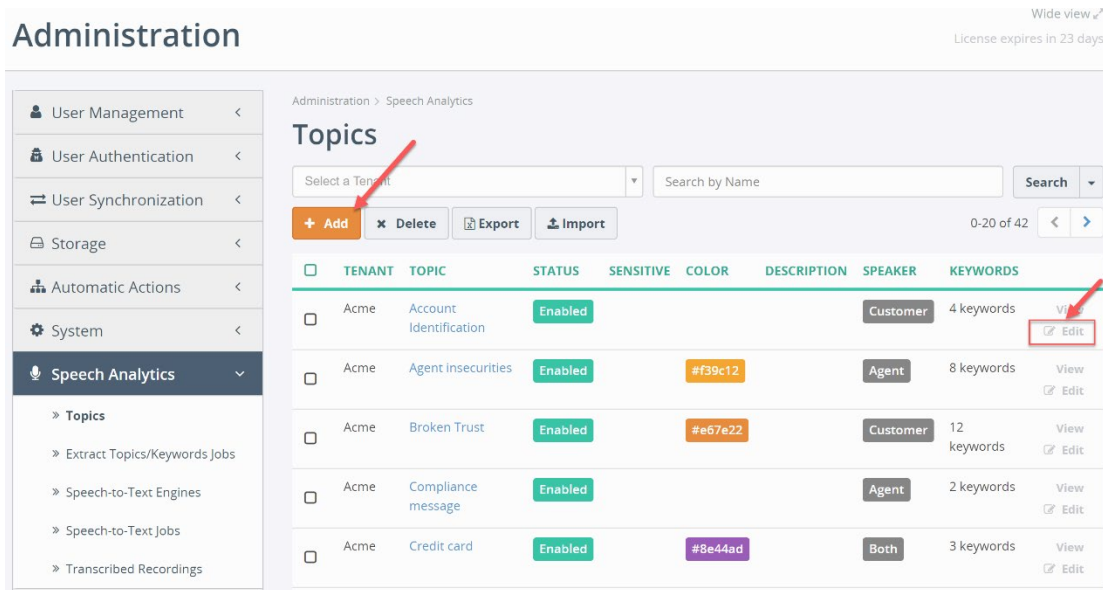 Wide view
Administration
License expires in 23 days
User Management
User Authentication
User Synchronization
Storage
Automatic Actions
System
Speech Analytics
» Topics
» Extract Topics/Keywords Jobs
» Speech-to-Text Engines
» Speech-to-Text Jobs
» Transcribed Recordings
Administration > Speech Analytics
Topics
Select a Tenant
Search by Name
Search
+ Add
x Delete
Export
Import
0-20 of 42
TENANT TOPIC STATUS SENSITIVE COLOR DESCRIPTION SPEAKER KEYWORDS
Acme Account Enabled Customer 4 keywords View
Identification Edit
Acme Agent insecurities Enabled #f39c12 Agent 8 keywords View
Edit
Acme Broken Trust Enabled #e67e22 Customer 12 View
keywords Edit
Acme Compliance Enabled Agent 2 keywords View
message Edit
Acme Credit card Enabled #8e44ad Both 3 keywords View
Edit